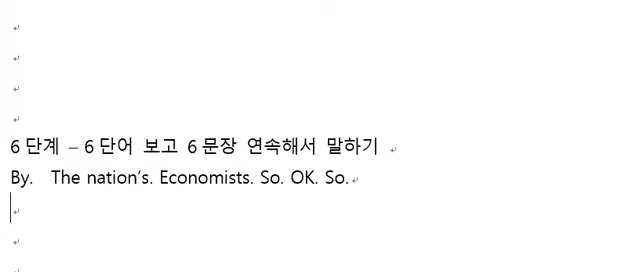 6 단계 – 6 단어 보고 6 문장 연속해서 말하기
By. The nation's. Economists. So. OK. So.